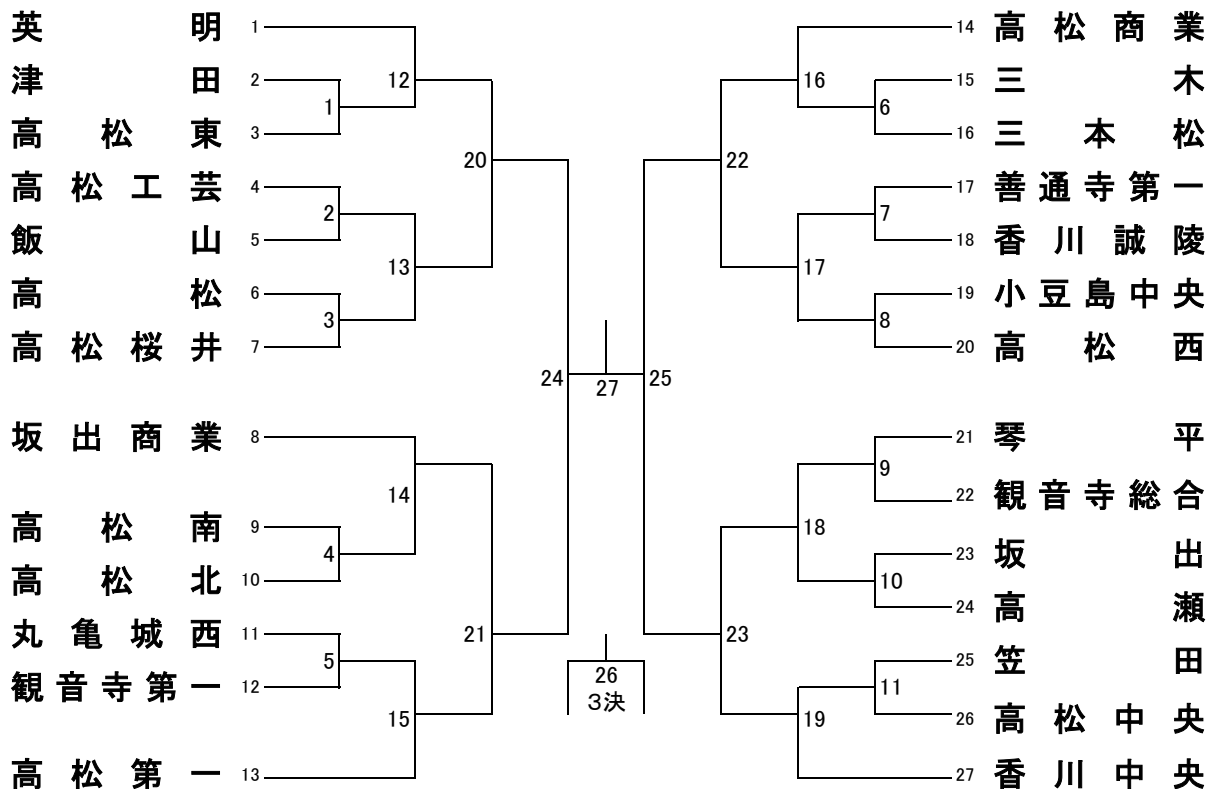 英明 1
津田 2
高松東 3
高松工芸 4
飯山 5
高松 6
高松桜井 7
坂出商業 8
高松南 9
高松北 10
丸亀城西 11
観音寺第一 12
高松第一 13
1
2
3
4
5
12
13
14
15
20
21
24
27
26
3決
25
22
23
16
17
18
19
6
7
8
9
10
11
14 高松商業
15 三木
16 三本松
17 善通寺第一
18 香川誠陵
19 小豆島中央
20 高松西
21 琴平
22 観音寺総合
23 坂出
24 高瀬
25 笠田
26 高松中央
27 香川中央